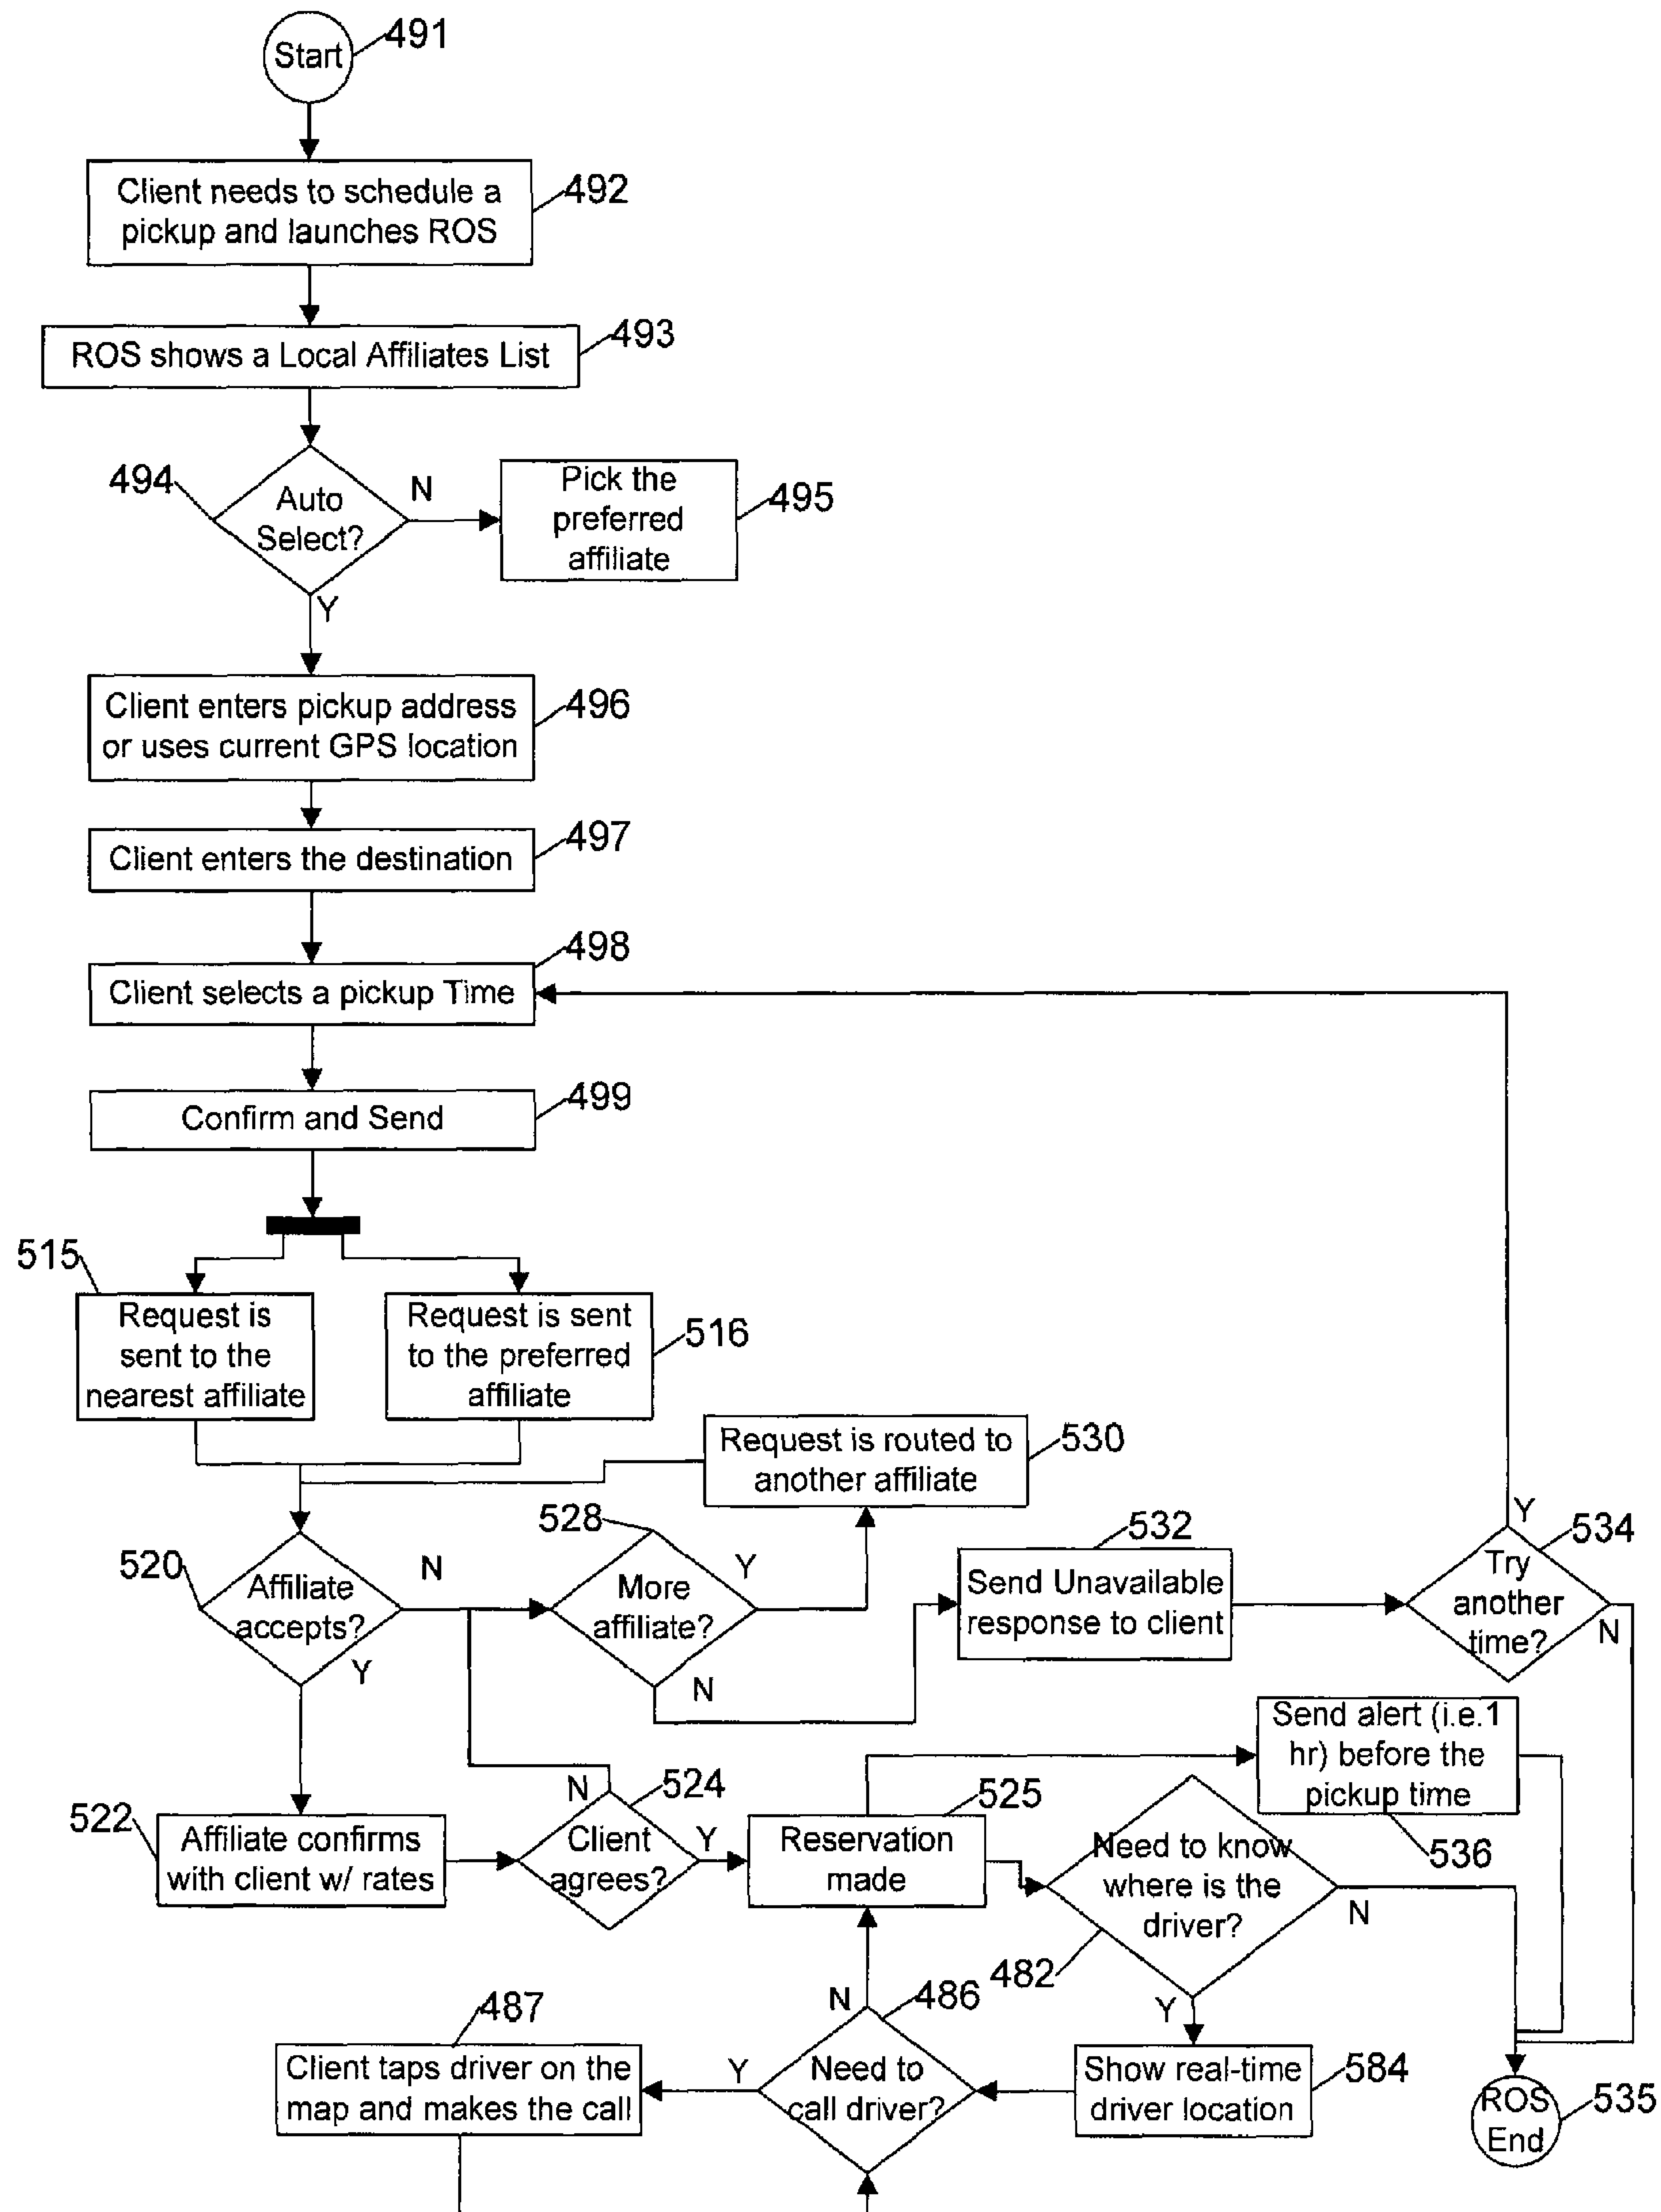 Start
491
Client needs to schedule a
pickup and launches ROS
492
ROS shows a Local Affiliates List
493
494
Auto
Select?
N
Y
Pick the
preferred
affiliate
495
Client enters pickup address
or uses current GPS location
496
Client enters the destination
497
Client selects a pickup Time
498
Confirm and Send
499
515
Request is
sent to the
nearest affiliate
Request is sent
to the preferred
affiliate
516
Request is routed to
another affiliate
530
520
Affiliate
accepts?
N
Y
528
More
affiliate?
Y
N
532
Send Unavailable
response to client
Y
534
Try
another
time?
N
Send alert (i.e.1
hr) before the
pickup time
536
522
Affiliate confirms
with client w/ rates
N
524
Client
agrees?
Y
525
Reservation
made
Need to know
where is the
driver?
N
482
Y
487
Client taps driver on the
map and makes the call
Y
N
486
Need to
call driver?
Show real-time
driver location
584
ROS
End
535